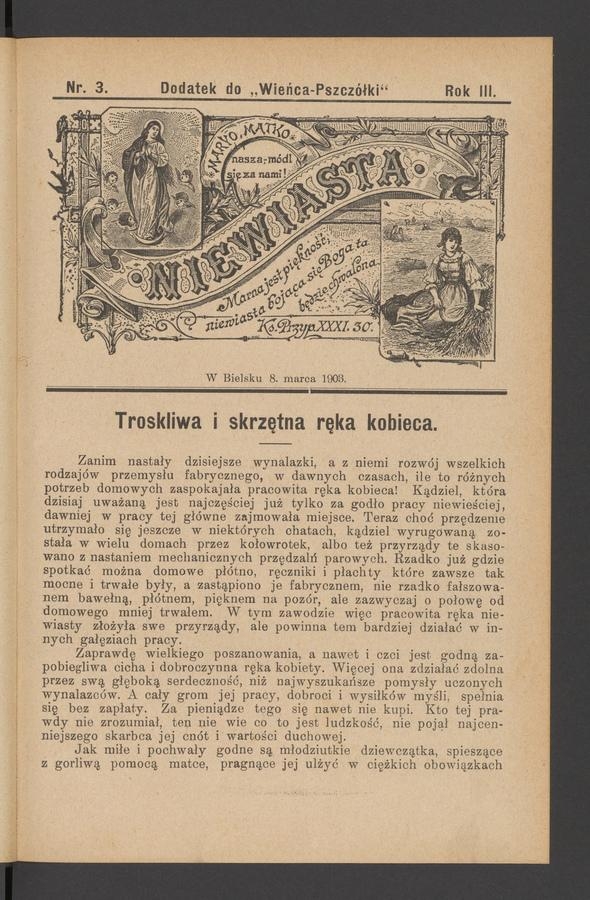 Nr. 3.
Dodatek do „Wieńca-Pszczółki“
Rok III.
MARYO, MATKO
nasza, módl
się za nami!
NIEWIASTA
Marna jest piękność,
niewiasta bojąca się Boga ta
będzie chwalona.
Ks. Przyp. XXXI. 30.
W Bielsku 8. marca 1903.
Troskliwa i skrzętna ręka kobieca.
Zanim nastały dzisiejsze wynalazki, a z niemi rozwój wszelkich
rodzajów przemysłu fabrycznego, w dawnych czasach, ile to różnych
potrzeb domowych zaspokajała pracowita ręka kobieca! Kądziel, która
dzisiaj uważaną jest najczęściej już tylko za godło pracy niewieściej,
dawniej w pracy tej główne zajmowała miejsce. Teraz choć przędzenie
utrzymało się jeszcze w niektórych chatach, kądziel wyrugowaną zo-
stała w wielu domach przez kołowrotek, albo też przyrządy te skaso-
wano z nastaniem mechanicznych przędzalń parowych. Rzadko już gdzie
spotkać można domowe płótno, ręczniki i płachty które zawsze tak
mocne i trwałe były, a zastąpiono je fabrycznem, nie rzadko fałszowa-
nem bawełną, płótnem, pięknem na pozór, ale zazwyczaj o połowę od
domowego mniej trwałem. W tym zawodzie więc pracowita ręka nie-
wiasty złożyła swe przyrządy, ale powinna tem bardziej działać w in-
nych gałęziach pracy.
Zaprawdę wielkiego poszanowania, a nawet i czci jest godną za-
pobiegliwa cicha i dobroczynna ręka kobiety. Więcej ona zdziałać zdolna
przez swą głęboką serdeczność, niż najwyszukańsze pomysły uczonych
wynalazców. A cały grom jej pracy, dobroci i wysiłków myśli, spełnia
się bez zapłaty. Za pieniądze tego się nawet nie kupi. Kto tej pra-
wdy nie zrozumiał, ten nie wie co to jest ludzkość, nie pojął najcen-
niejszego skarbca jej cnót i wartości duchowej.
Jak miłe i pochwały godne są młodziutkie dziewczątka, spieszące
z gorliwą pomocą matce, pragnące jej ulżyć w ciężkich obowiązkach